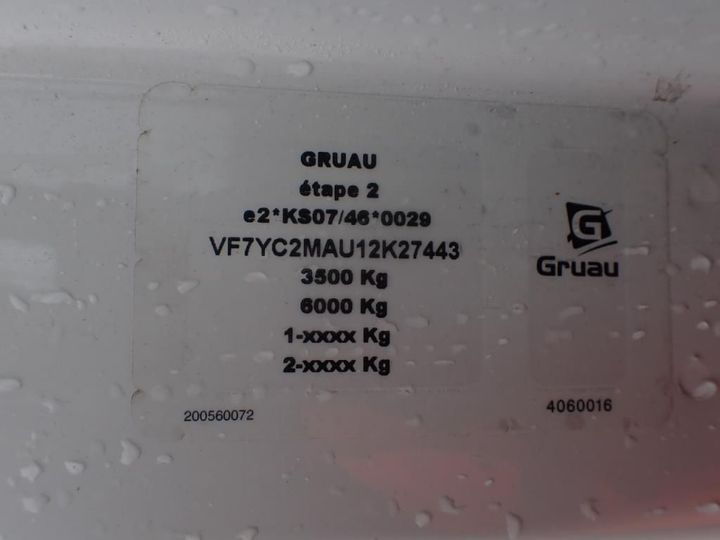 GRUAU
étape 2
e2*KS07/46*0029
VF7YC2MAU12K27443
3500 Kg
6000 Kg
1-xxxx Kg
2-xxxx Kg
200560072
G
Gruau
4060016